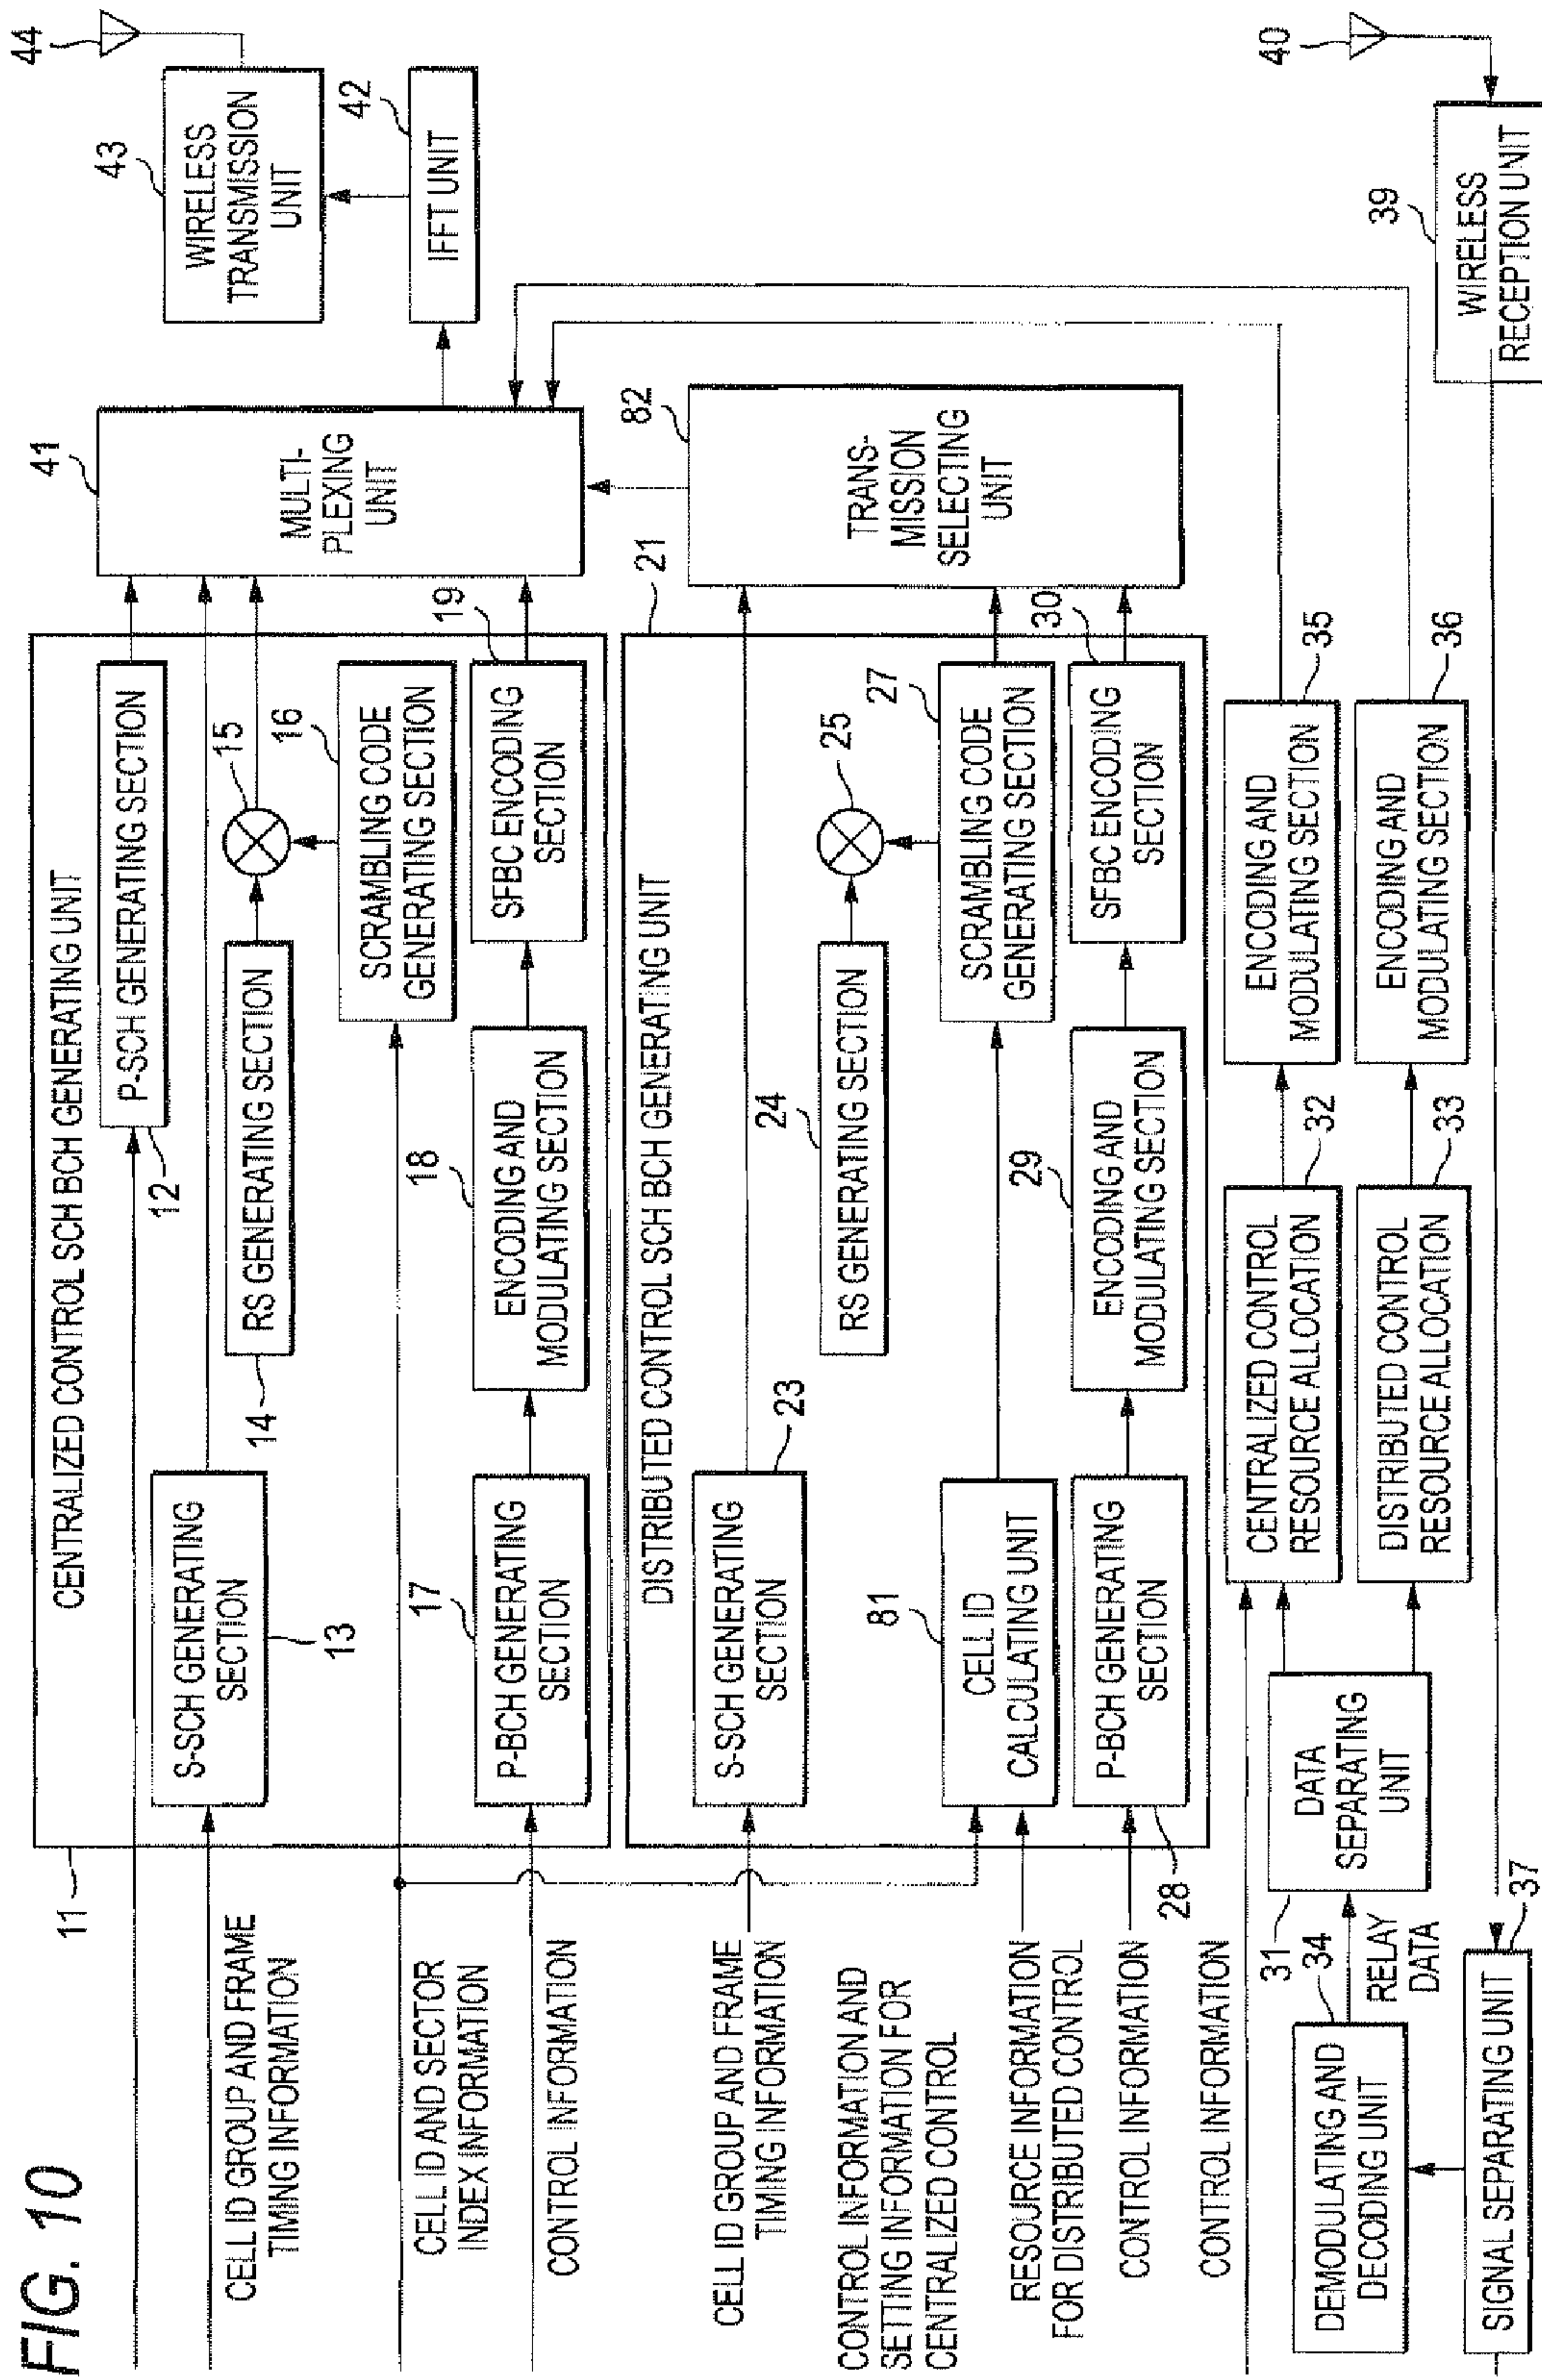 FIG. 10
44
43
WIRELESS
TRANSMISSION
UNIT
42
IFFT UNIT
40
39
WIRELESS
RECEPTION UNIT
41
MULTI-
PLEXING
UNIT
82
TRANS-
MISSION
SELECTING
UNIT
11
CENTRALIZED CONTROL SCH BCH GENERATING UNIT
P-SCH GENERATING SECTION
12
S-SCH GENERATING
SECTION
13
RS GENERATING SECTION
14
15
16
SCRAMBLING CODE
GENERATING SECTION
17
P-BCH GENERATING
SECTION
18
ENCODING AND
MODULATING SECTION
19
SFBC ENCODING
SECTION
CELL ID GROUP AND FRAME
TIMING INFORMATION
CELL ID AND SECTOR
INDEX INFORMATION
CONTROL INFORMATION
21
DISTRIBUTED CONTROL SCH BCH GENERATING UNIT
S-SCH GENERATING
SECTION
23
24
RS GENERATING SECTION
25
27
SCRAMBLING CODE
GENERATING SECTION
81
CELL ID
CALCULATING UNIT
P-BCH GENERATING
SECTION
28
29
ENCODING AND
MODULATING SECTION
30
SFBC ENCODING
SECTION
CELL ID GROUP AND FRAME
TIMING INFORMATION
CONTROL INFORMATION AND
SETTING INFORMATION FOR
CENTRALIZED CONTROL
RESOURCE INFORMATION
FOR DISTRIBUTED CONTROL
CONTROL INFORMATION
CONTROL INFORMATION
CENTRALIZED CONTROL
RESOURCE ALLOCATION
32
ENCODING AND
MODULATING SECTION
35
DISTRIBUTED CONTROL
RESOURCE ALLOCATION
33
ENCODING AND
MODULATING SECTION
36
31
DATA
SEPARATING
UNIT
34
RELAY
DATA
DEMODULATING AND
DECODING UNIT
37
SIGNAL SEPARATING UNIT